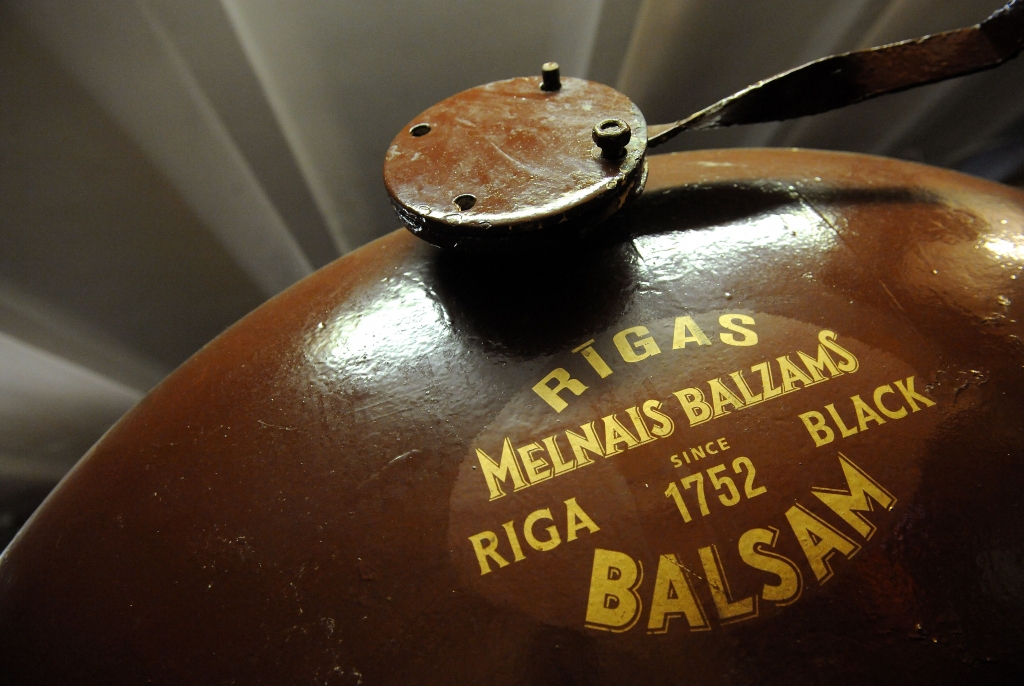 RĪGAS
MELNAIS BALZAMS
RIGA SINCE 1752 BLACK
BALSAM